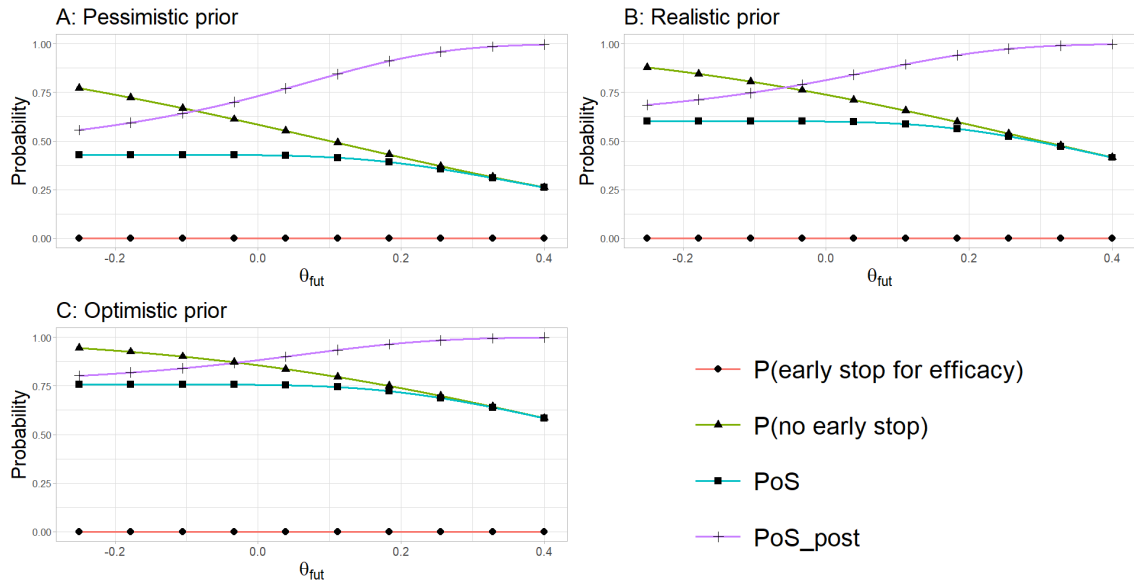 A: Pessimistic prior
1.00
0.75
0.50
0.25
0.00
Probability
-0.2 0.0 0.2 0.4
θfut
B: Realistic prior
1.00
0.75
0.50
0.25
0.00
Probability
-0.2 0.0 0.2 0.4
θfut
C: Optimistic prior
1.00
0.75
0.50
0.25
0.00
Probability
-0.2 0.0 0.2 0.4
θfut
P(early stop for efficacy)
P(no early stop)
PoS
PoS_post